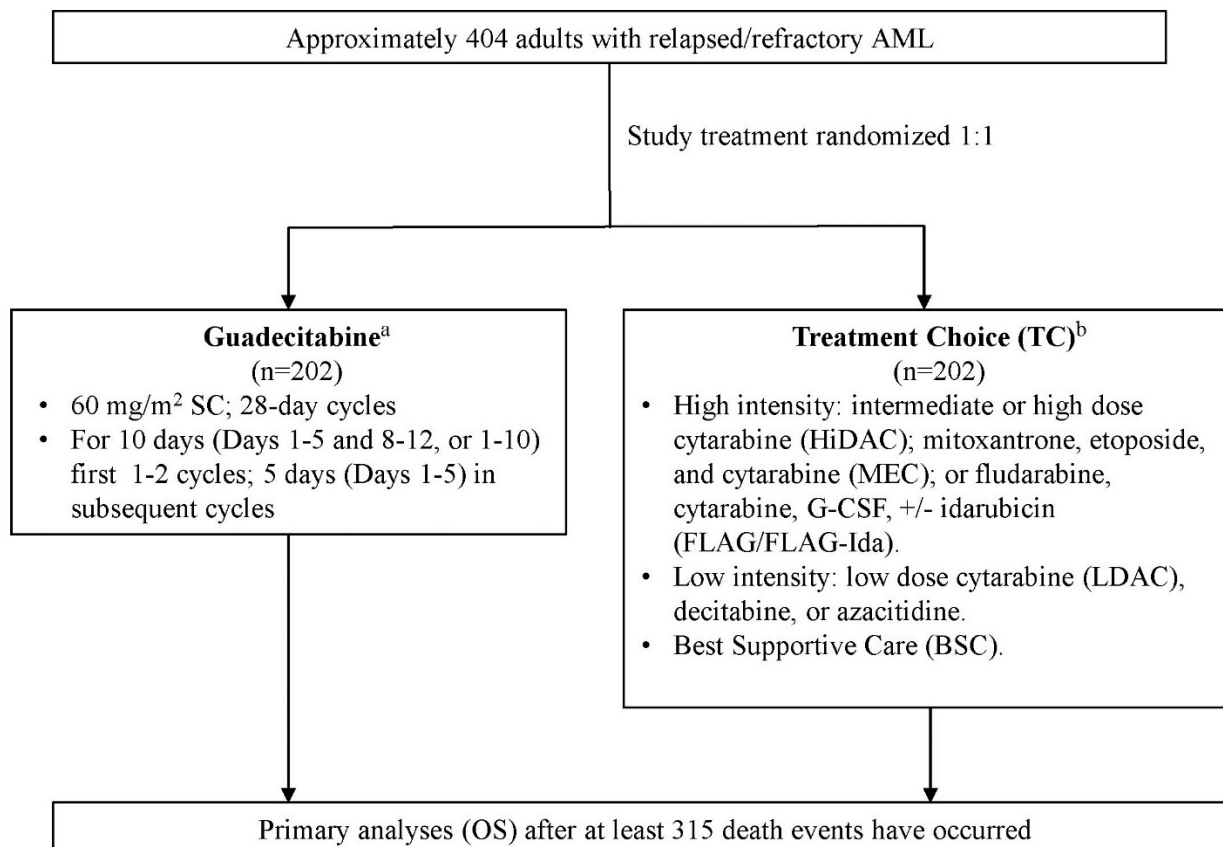 Approximately 404 adults with relapsed/refractory AML
Study treatment randomized 1:1
Guadecitabineᵃ
(n=202)
• 60 mg/m² SC; 28-day cycles
• For 10 days (Days 1-5 and 8-12, or 1-10)
first 1-2 cycles; 5 days (Days 1-5) in
subsequent cycles
Treatment Choice (TC)ᵇ
(n=202)
• High intensity: intermediate or high dose
cytarabine (HiDAC); mitoxantrone, etoposide,
and cytarabine (MEC); or fludarabine,
cytarabine, G-CSF, +/- idarubicin
(FLAG/FLAG-Ida).
• Low intensity: low dose cytarabine (LDAC),
decitabine, or azacitidine.
• Best Supportive Care (BSC).
Primary analyses (OS) after at least 315 death events have occurred